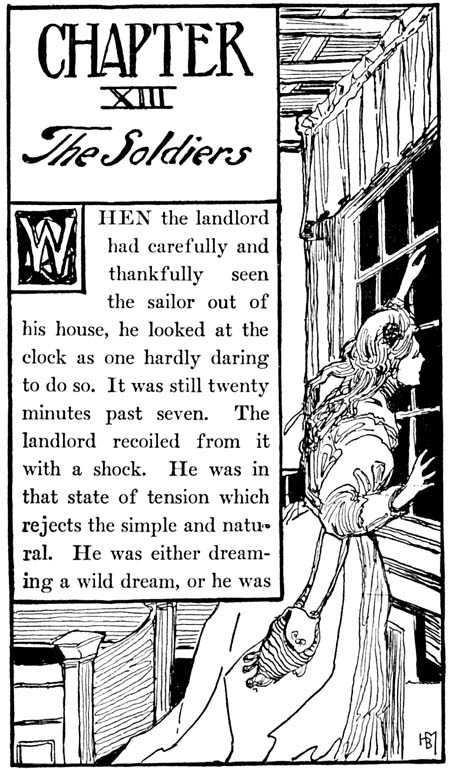 CHAPTER
XIII
The Soldiers
WHEN the landlord
had carefully and
thankfully seen
the sailor out of
his house, he looked at the
clock as one hardly daring
to do so. It was still twenty
minutes past seven. The
landlord recoiled from it
with a shock. He was in
that state of tension which
rejects the simple and natu-
ral. He was either dream-
ing a wild dream, or he was